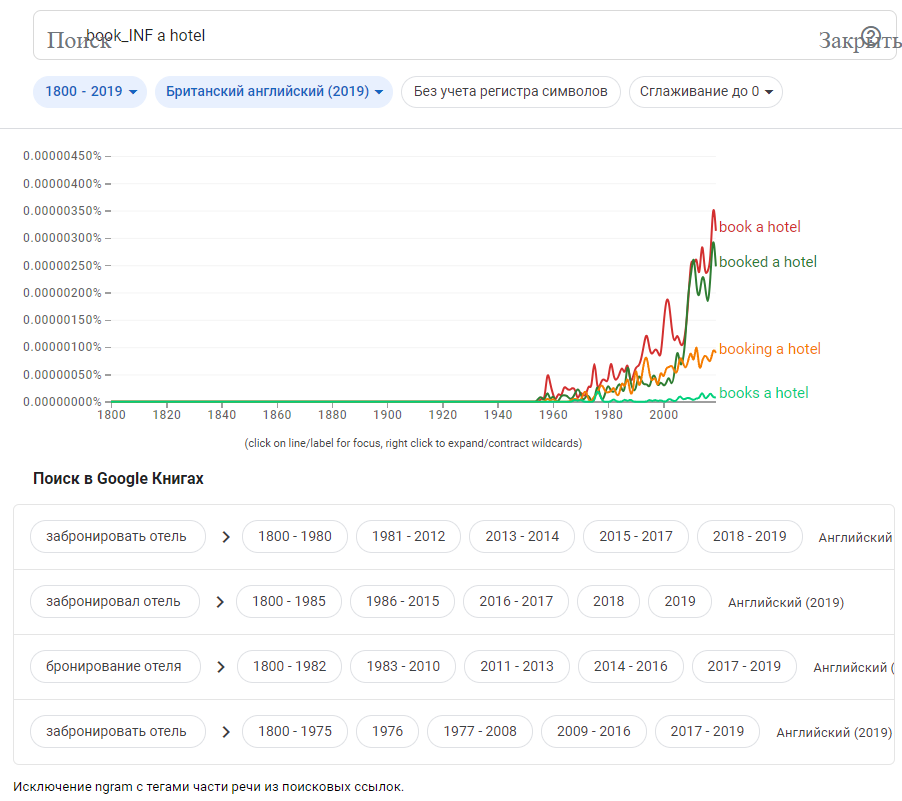 book_INF a hotel
Поиск
Закрыть
1800 - 2019 Британский английский (2019) Без учета регистра символов Сглаживание до 0
0.00000450%
0.00000400%
0.00000350%
0.00000300%
0.00000250%
0.00000200%
0.00000150%
0.00000100%
0.00000050%
0.00000000%
book a hotel
booked a hotel
booking a hotel
books a hotel
1800 1820 1840 1860 1880 1900 1920 1940 1960 1980 2000
(click on line/label for focus, right click to expand/contract wildcards)
Поиск в Google Книгах
забронировать отель 1800 - 1980 1981 - 2012 2013 - 2014 2015 - 2017 2018 - 2019 Английский
забронировал отель 1800 - 1985 1986 - 2015 2016 - 2017 2018 2019 Английский (2019)
бронирование отеля 1800 - 1982 1983 - 2010 2011 - 2013 2014 - 2016 2017 - 2019 Английский (
забронировать отель 1800 - 1975 1976 1977 - 2008 2009 - 2016 2017 - 2019 Английский (2019)
Исключение ngram с тегами части речи из поисковых ссылок.